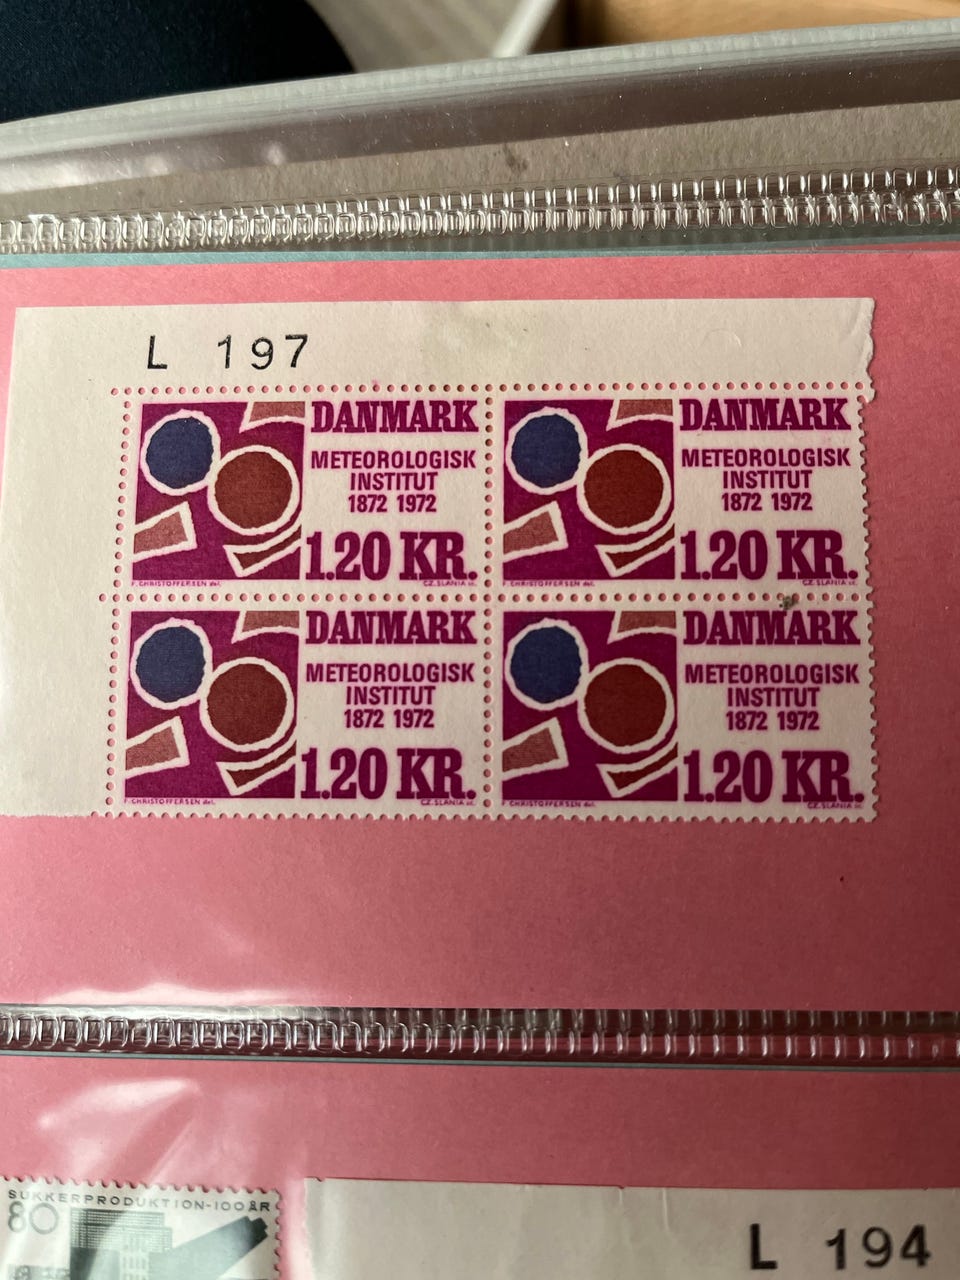 L 197
DANMARK
METEOROLOGISK
INSTITUT
1872 1972
1.20 KR.
F. CHRISTOFFERSEN del.
CZ. SLANIA sc.
DANMARK
METEOROLOGISK
INSTITUT
1872 1972
1.20 KR.
F. CHRISTOFFERSEN del.
CZ. SLANIA sc.
DANMARK
METEOROLOGISK
INSTITUT
1872 1972
1.20 KR.
F. CHRISTOFFERSEN del.
CZ. SLANIA sc.
DANMARK
METEOROLOGISK
INSTITUT
1872 1972
1.20 KR.
F. CHRISTOFFERSEN del.
CZ. SLANIA sc.
SUKKERPRODUKTION-100 ÅR
80
L 194